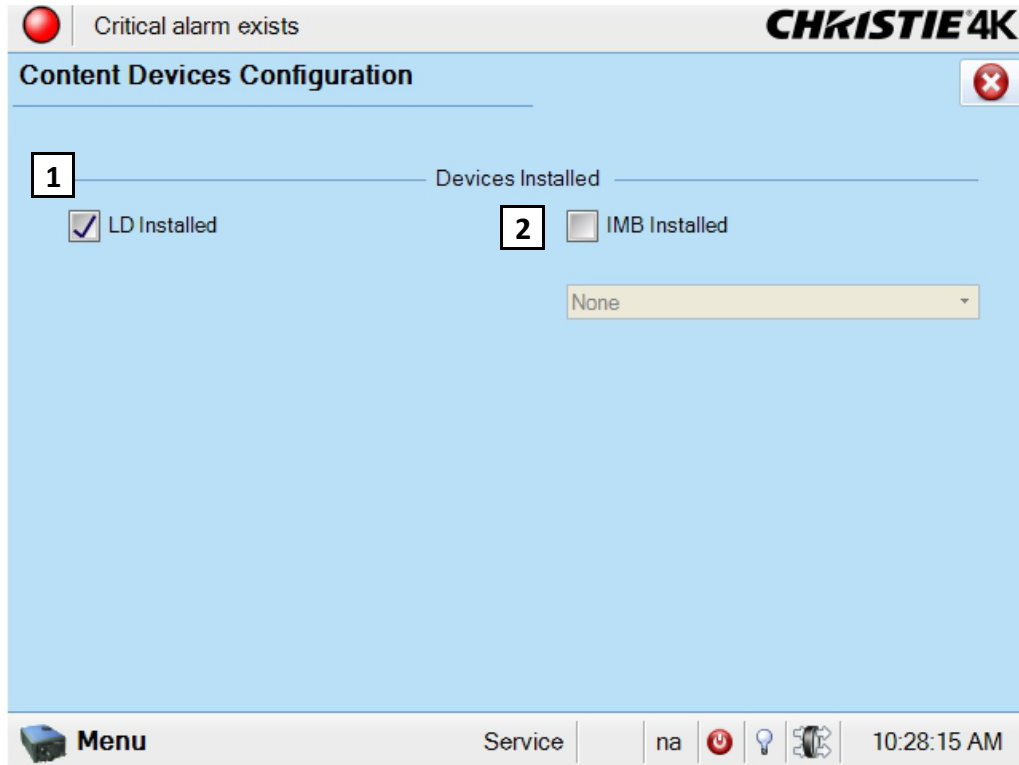 Critical alarm exists
CHRISTIE 4K
Content Devices Configuration
1
Devices Installed
LD Installed
2
IMB Installed
None
Menu
Service
na
10:28:15 AM